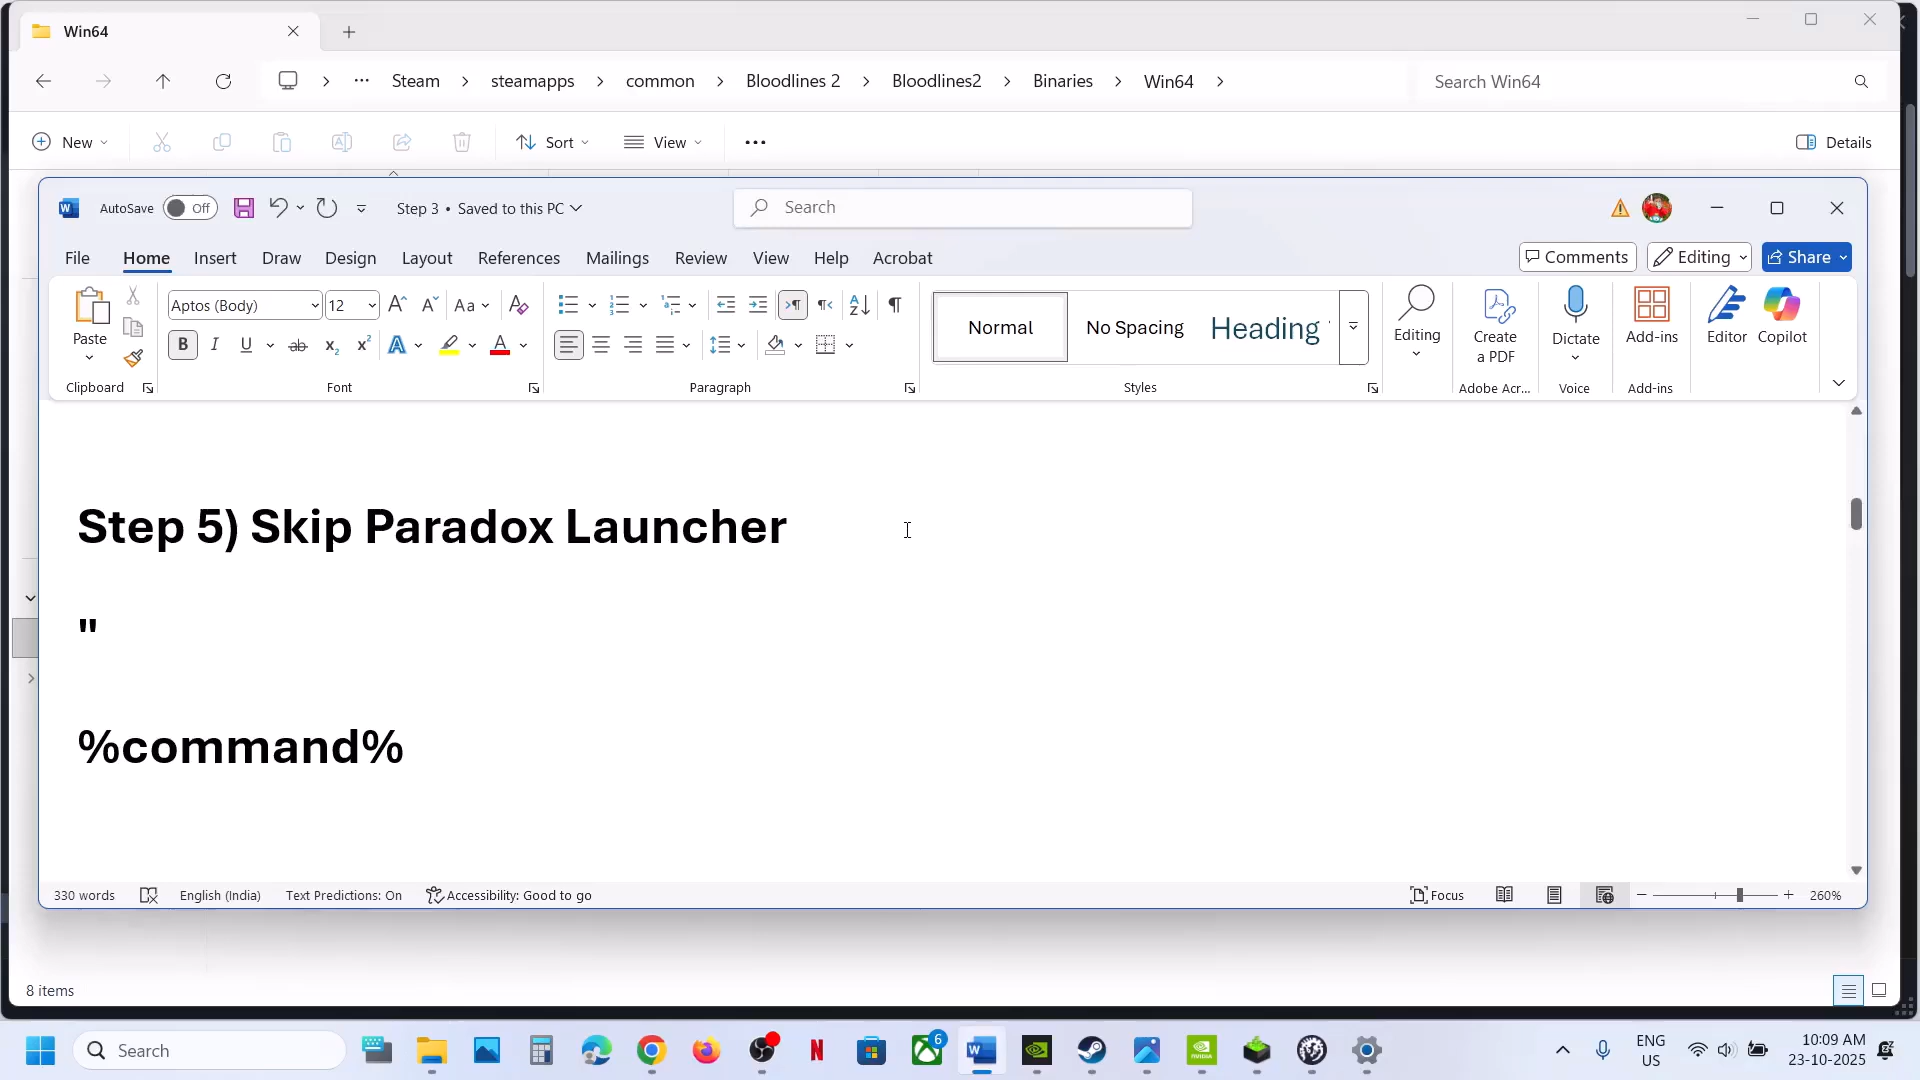 Win64
Steam
steamapps
common
Bloodlines 2
Bloodlines2
Binaries
Win64
Search Win64
New
Sort
View
Details
AutoSave
Off
Step 3 • Saved to this PC
Search
File
Home
Insert
Draw
Design
Layout
References
Mailings
Review
View
Help
Acrobat
Comments
Editing
Share
Paste
Clipboard
Aptos (Body)
12
Font
Paragraph
Normal
No Spacing
Heading
Styles
Editing
Create a PDF
Adobe Acr...
Dictate
Voice
Add-ins
Add-ins
Editor
Copilot
Step 5) Skip Paradox Launcher
"
%command%
330 words
English (India)
Text Predictions: On
Accessibility: Good to go
Focus
260%
8 items
Search
6
ENG
US
10:09 AM
23-10-2025